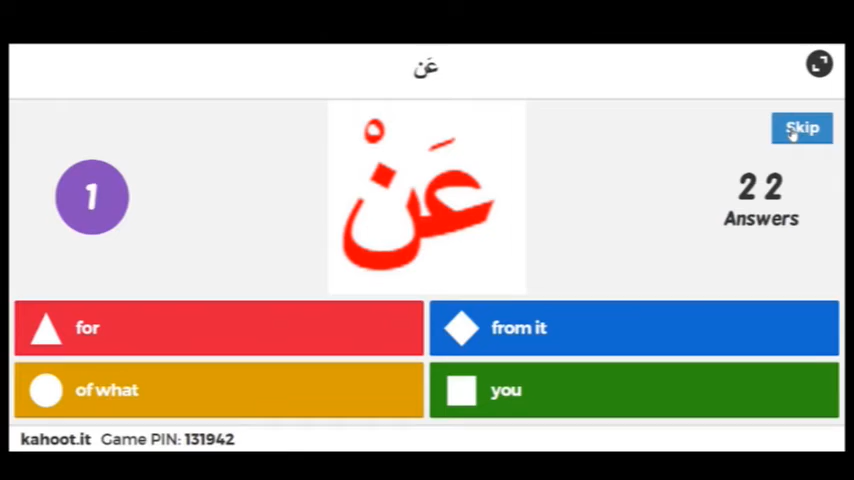 عَن
Skip
عَنْ
1
22
Answers
for
from it
of what
you
kahoot.it Game PIN: 131942